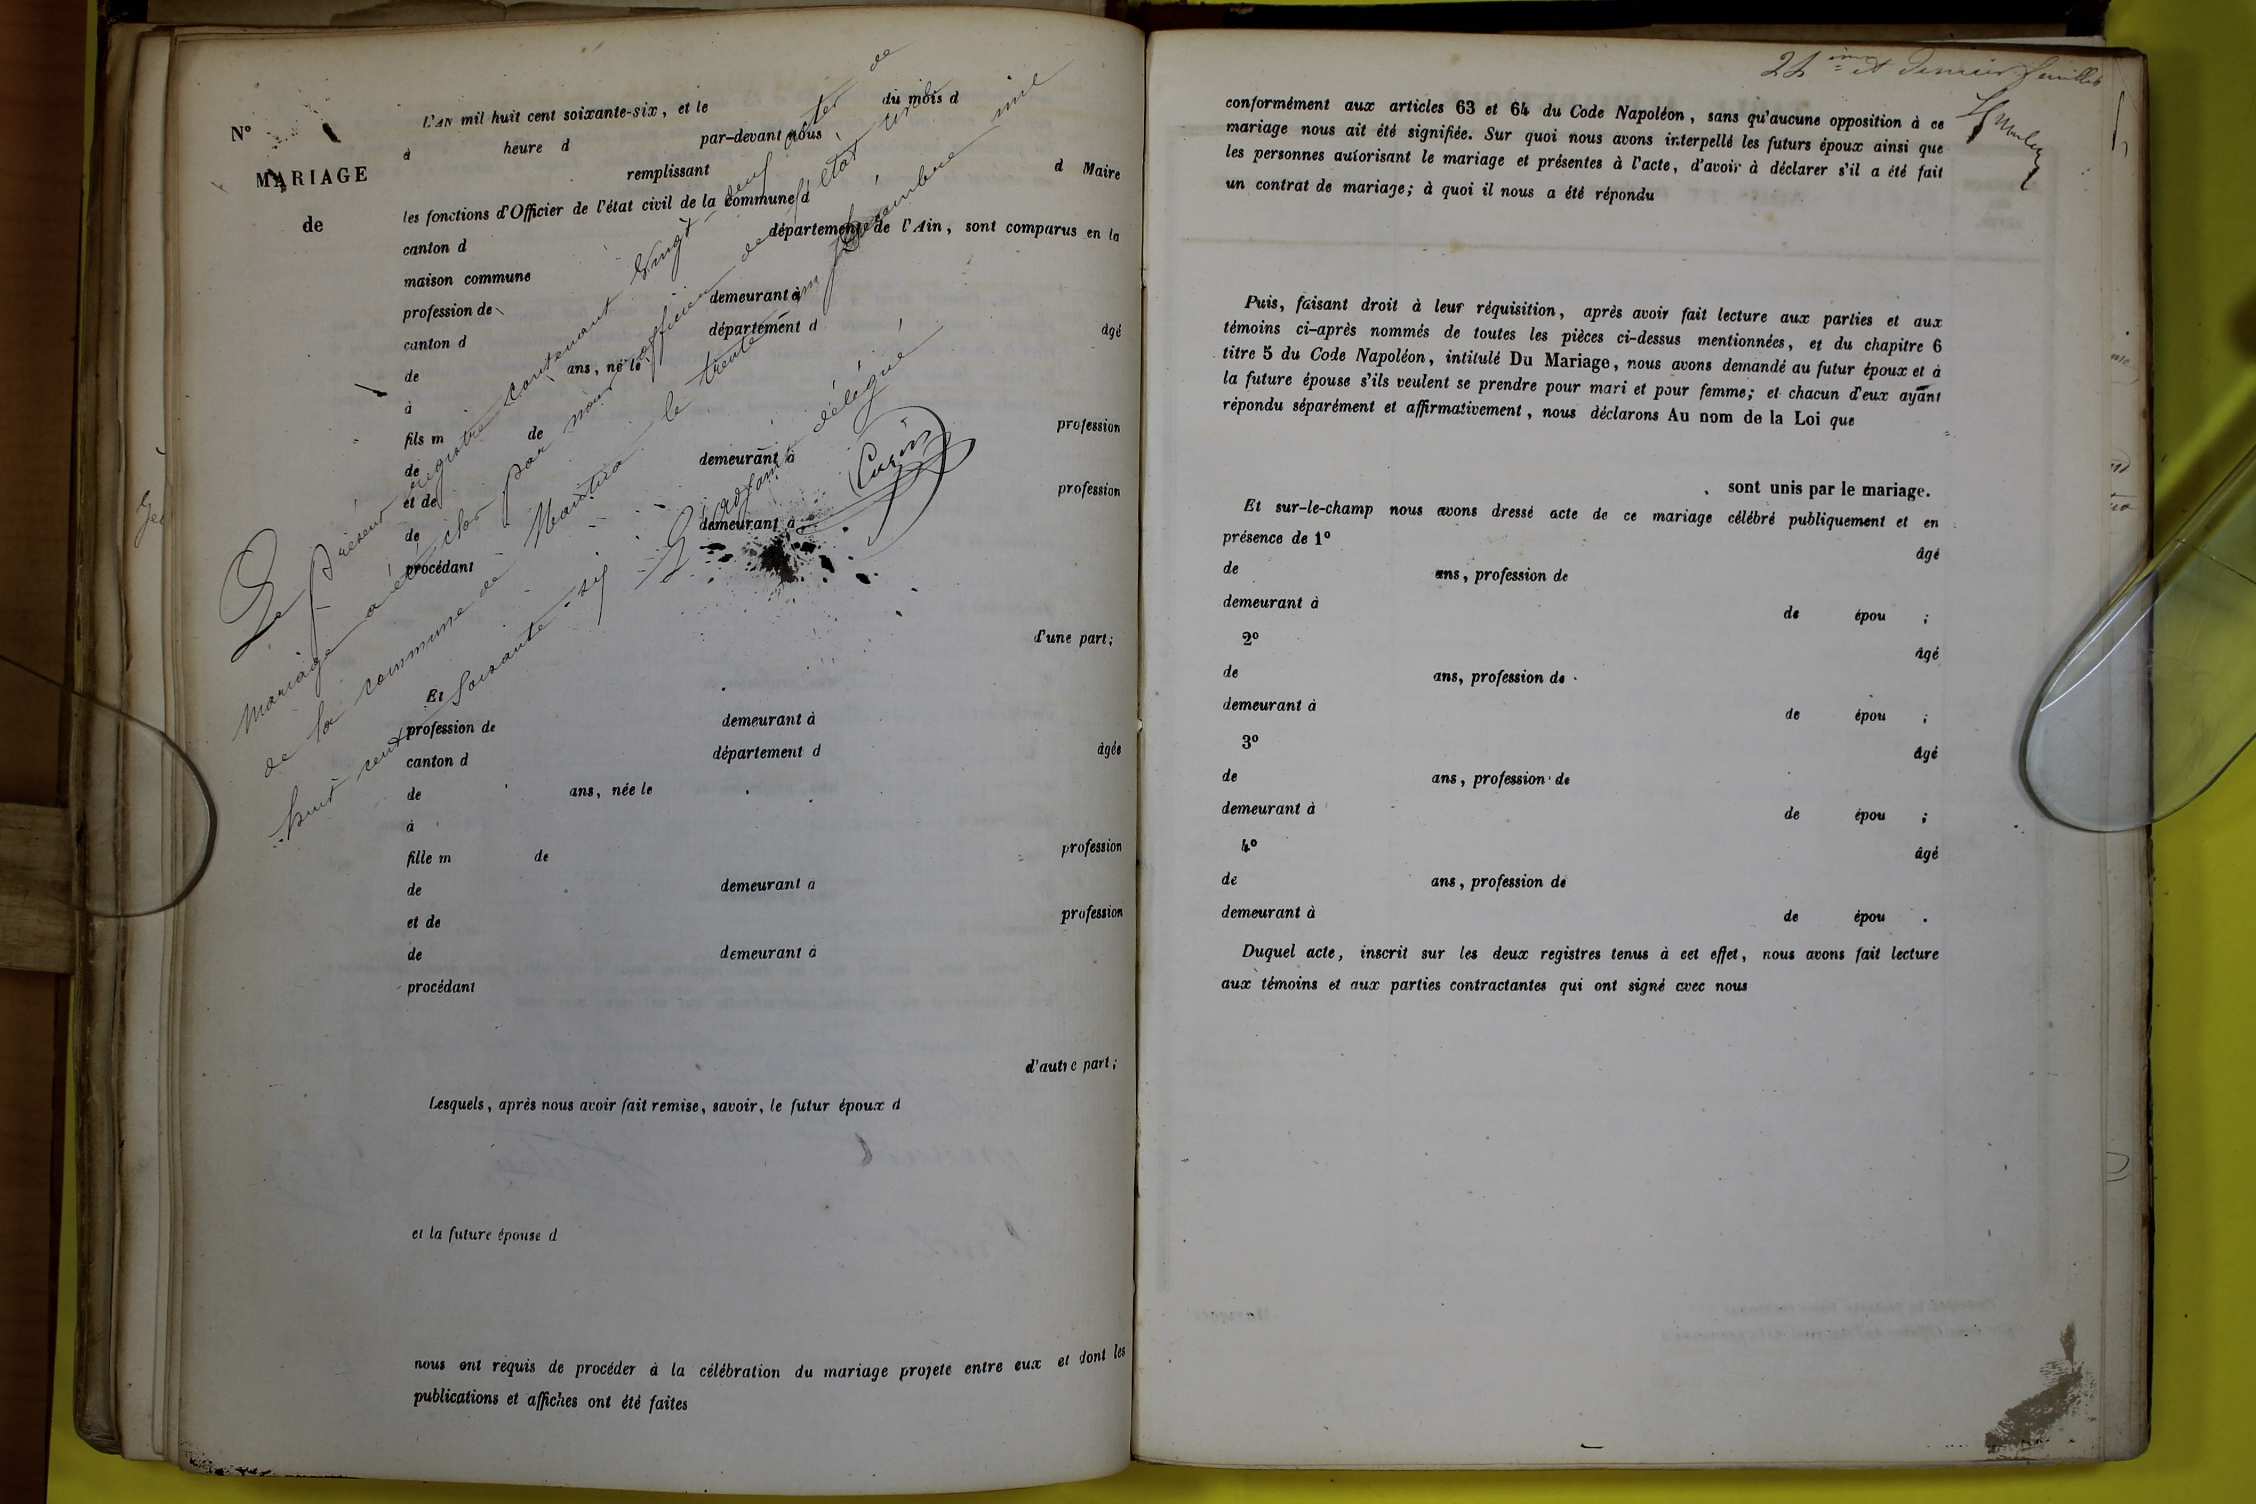 N°
MARIAGE
de
L'AN mil huit cent soixante-six, et le du mois d
à heure d par-devant nous
remplissant d Maire
les fonctions d'Officier de l'état civil de la commune d
canton d département de l'Ain, sont comparus en la
maison commune
profession de demeurant à
canton d département d âgé
de ans, né le
à
fils m de profession
de demeurant à
et de profession
de demeurant à
procédant
d'une part;
Et
profession de demeurant à
canton d département d âgée
de ans, née le
à
fille m de profession
de demeurant à
et de profession
de demeurant à
procédant
d'autre part;
Lesquels, après nous avoir fait remise, savoir, le futur époux d
et la future épouse d
nous ont requis de procéder à la célébration du mariage projeté entre eux et dont les
publications et affiches ont été faites
Le présent registre contenant vingt-neuf actes de
mariage a été clos par nous officier de l'état civil
de la commune de le trente un Décembre mil
huit cent soixante-six
L'adjoint délégué
Curin
24ème et dernier feuillet
conformément aux articles 63 et 64 du Code Napoléon, sans qu'aucune opposition à ce
mariage nous ait été signifiée. Sur quoi nous avons interpellé les futurs époux ainsi que
les personnes autorisant le mariage et présentes à l'acte, d'avoir à déclarer s'il a été fait
un contrat de mariage; à quoi il nous a été répondu
Puis, faisant droit à leur réquisition, après avoir fait lecture aux parties et aux
témoins ci-après nommés de toutes les pièces ci-dessus mentionnées, et du chapitre 6
titre 5 du Code Napoléon, intitulé Du Mariage, nous avons demandé au futur époux et à
la future épouse s'ils veulent se prendre pour mari et pour femme; et chacun d'eux ayant
répondu séparément et affirmativement, nous déclarons Au nom de la Loi que
sont unis par le mariage.
Et sur-le-champ nous avons dressé acte de ce mariage célébré publiquement et en
présence de 1° âgé
de ans, profession de
demeurant à de épou ;
2° âgé
de ans, profession de
demeurant à de épou ;
3° âgé
de ans, profession de
demeurant à de épou ;
4° âgé
de ans, profession de
demeurant à de épou .
Duquel acte, inscrit sur les deux registres tenus à cet effet, nous avons fait lecture
aux témoins et aux parties contractantes qui ont signé avec nous